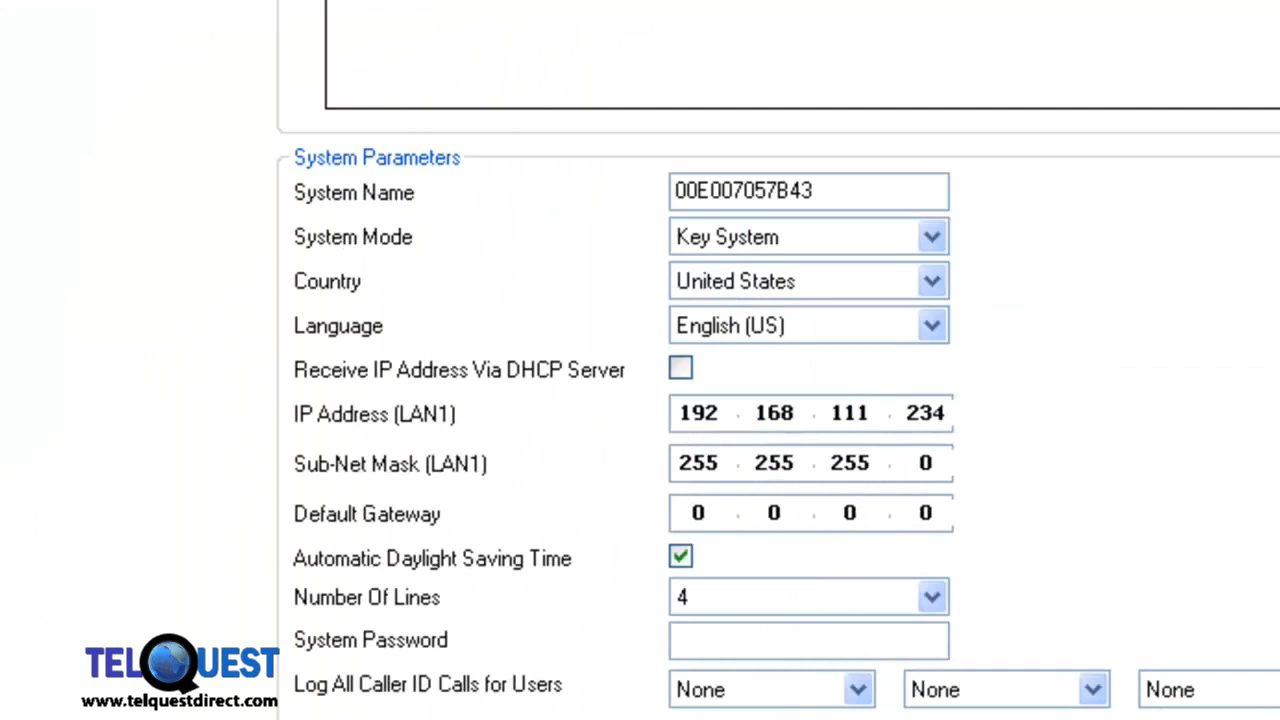 System Parameters
System Name 00E007057B43
System Mode Key System
Country United States
Language English (US)
Receive IP Address Via DHCP Server
IP Address (LAN1) 192 . 168 . 111 . 234
Sub-Net Mask (LAN1) 255 . 255 . 255 . 0
Default Gateway 0 . 0 . 0 . 0
Automatic Daylight Saving Time
Number Of Lines 4
System Password
Log All Caller ID Calls for Users None None None
TELQUEST
www.telquestdirect.com